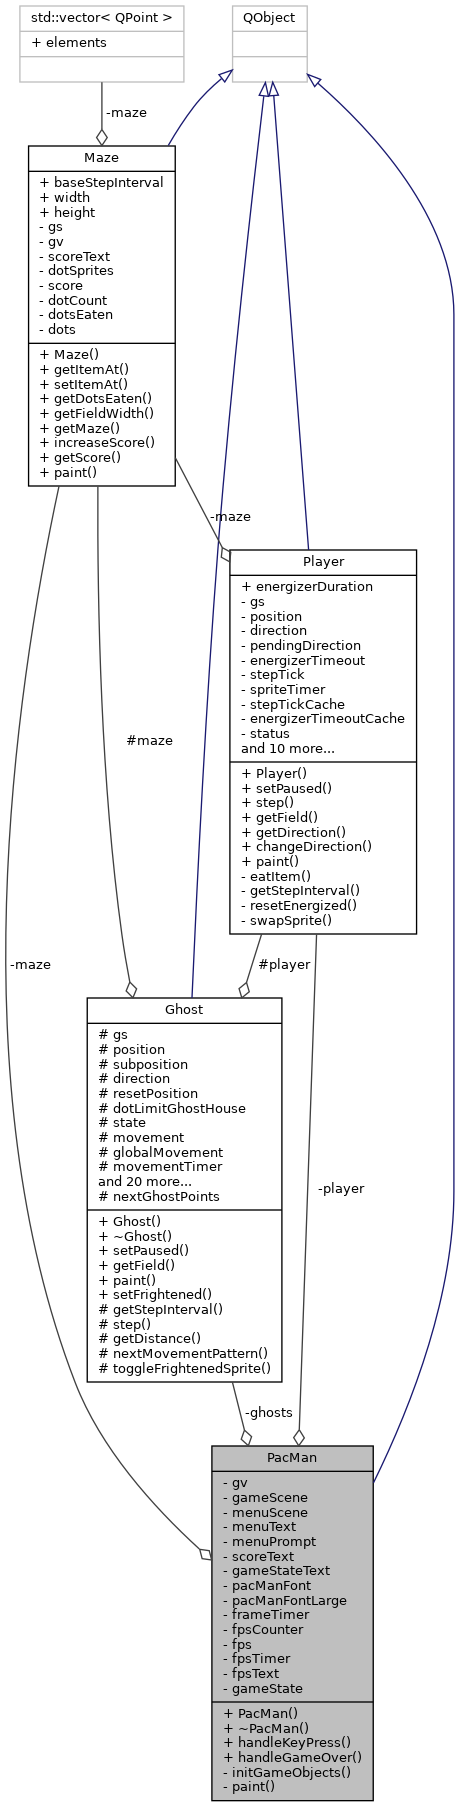 std::vector< QPoint >
+ elements
QObject
-maze
Maze
+ baseStepInterval
+ width
+ height
- gs
- gv
- scoreText
- dotSprites
- score
- dotCount
- dotsEaten
- dots
+ Maze()
+ getItemAt()
+ setItemAt()
+ getDotsEaten()
+ getFieldWidth()
+ getMaze()
+ increaseScore()
+ getScore()
+ paint()
-maze
Player
+ energizerDuration
- gs
- position
- direction
- pendingDirection
- energizerTimeout
- stepTick
- spriteTimer
- stepTickCache
- energizerTimeoutCache
- status
and 10 more...
+ Player()
+ setPaused()
+ step()
+ getField()
+ getDirection()
+ changeDirection()
+ paint()
- eatItem()
- getStepInterval()
- resetEnergized()
- swapSprite()
#maze
-maze
#player
Ghost
# gs
# position
# subposition
# direction
# resetPosition
# dotLimitGhostHouse
# state
# movement
# globalMovement
# movementTimer
and 20 more...
# nextGhostPoints
+ Ghost()
+ ~Ghost()
+ setPaused()
+ getField()
+ paint()
+ setFrightened()
# getStepInterval()
# step()
# getDistance()
# nextMovementPattern()
# toggleFrightenedSprite()
-player
-ghosts
PacMan
- gv
- gameScene
- menuScene
- menuText
- menuPrompt
- scoreText
- gameStateText
- pacManFont
- pacManFontLarge
- frameTimer
- fpsCounter
- fps
- fpsTimer
- fpsText
- gameState
+ PacMan()
+ ~PacMan()
+ handleKeyPress()
+ handleGameOver()
- initGameObjects()
- paint()